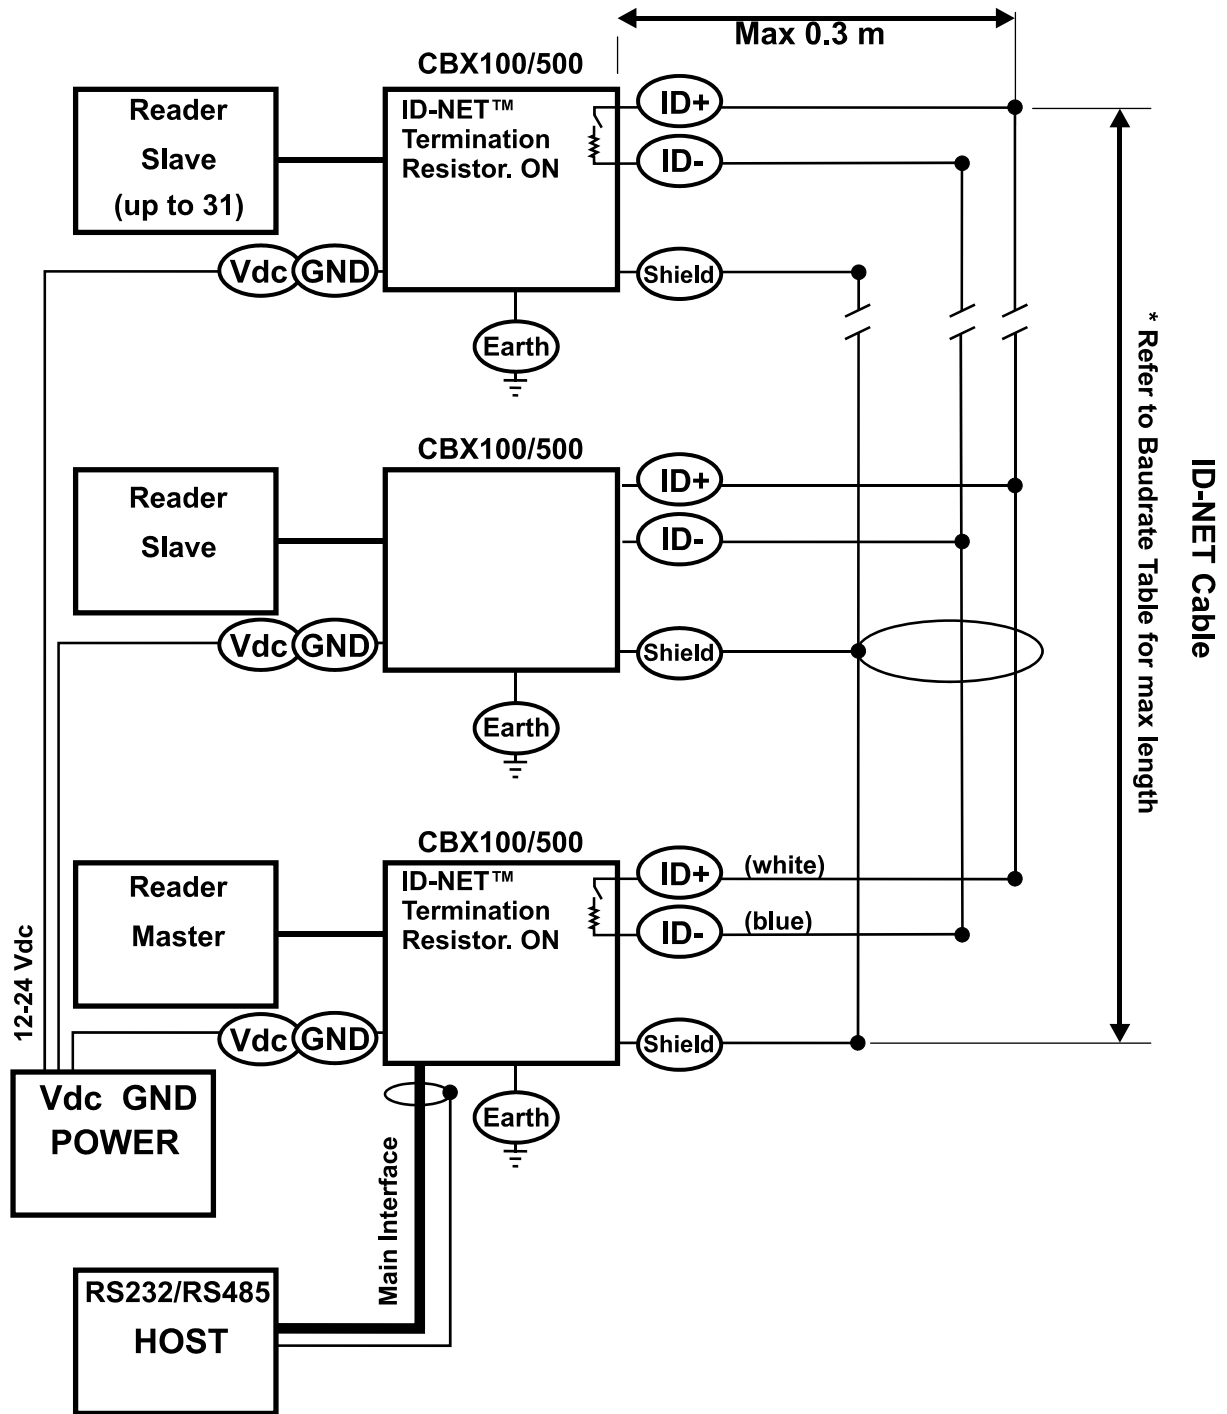 Max 0.3 m
CBX100/500
Reader
Slave
(up to 31)
ID-NET™
Termination
Resistor. ON
ID+
ID-
Vdc GND
Shield
Earth
CBX100/500
Reader
Slave
ID+
ID-
Vdc GND
Shield
Earth
* Refer to Baudrate Table for max length
ID-NET Cable
CBX100/500
Reader
Master
ID-NET™
Termination
Resistor. ON
ID+ (white)
ID- (blue)
Vdc GND
Shield
Earth
12-24 Vdc
Vdc GND
POWER
Main Interface
RS232/RS485
HOST